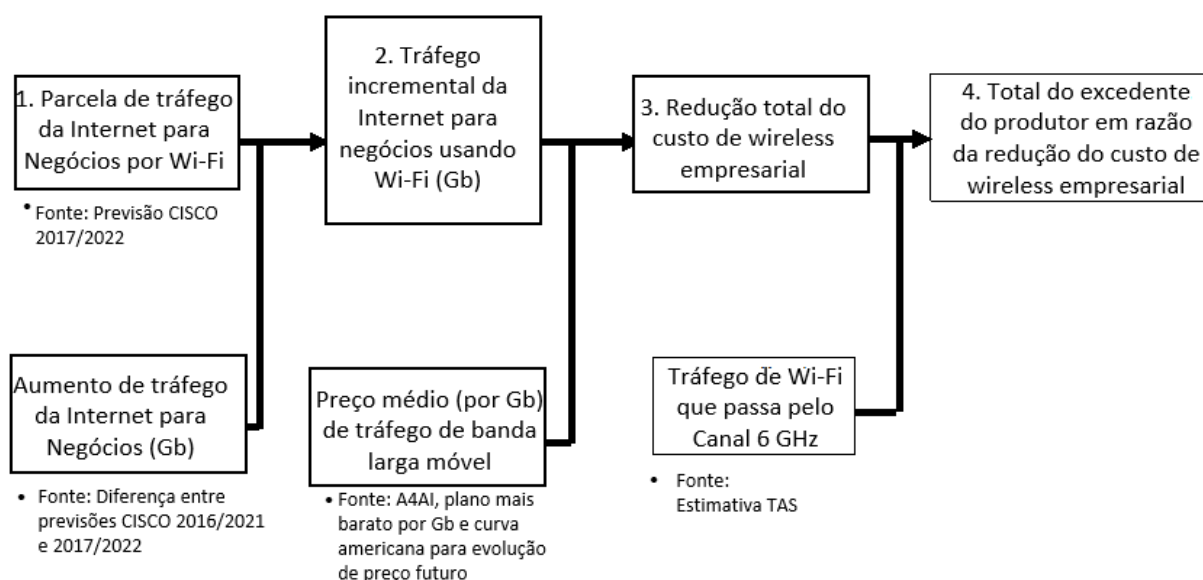 1. Parcela de tráfego
da Internet para
Negócios por Wi-Fi
• Fonte: Previsão CISCO
2017/2022
2. Tráfego
incremental da
Internet para
negócios usando
Wi-Fi (Gb)
3. Redução total do
custo de wireless
empresarial
4. Total do excedente
do produtor em razão
da redução do custo de
wireless empresarial
Aumento de tráfego
da Internet para
Negócios (Gb)
• Fonte: Diferença entre
previsões CISCO 2016/2021
e 2017/2022
Preço médio (por Gb)
de tráfego de banda
larga móvel
• Fonte: A4AI, plano mais
barato por Gb e curva
americana para evolução
de preço futuro
Tráfego de Wi-Fi
que passa pelo
Canal 6 GHz
• Fonte:
Estimativa TAS